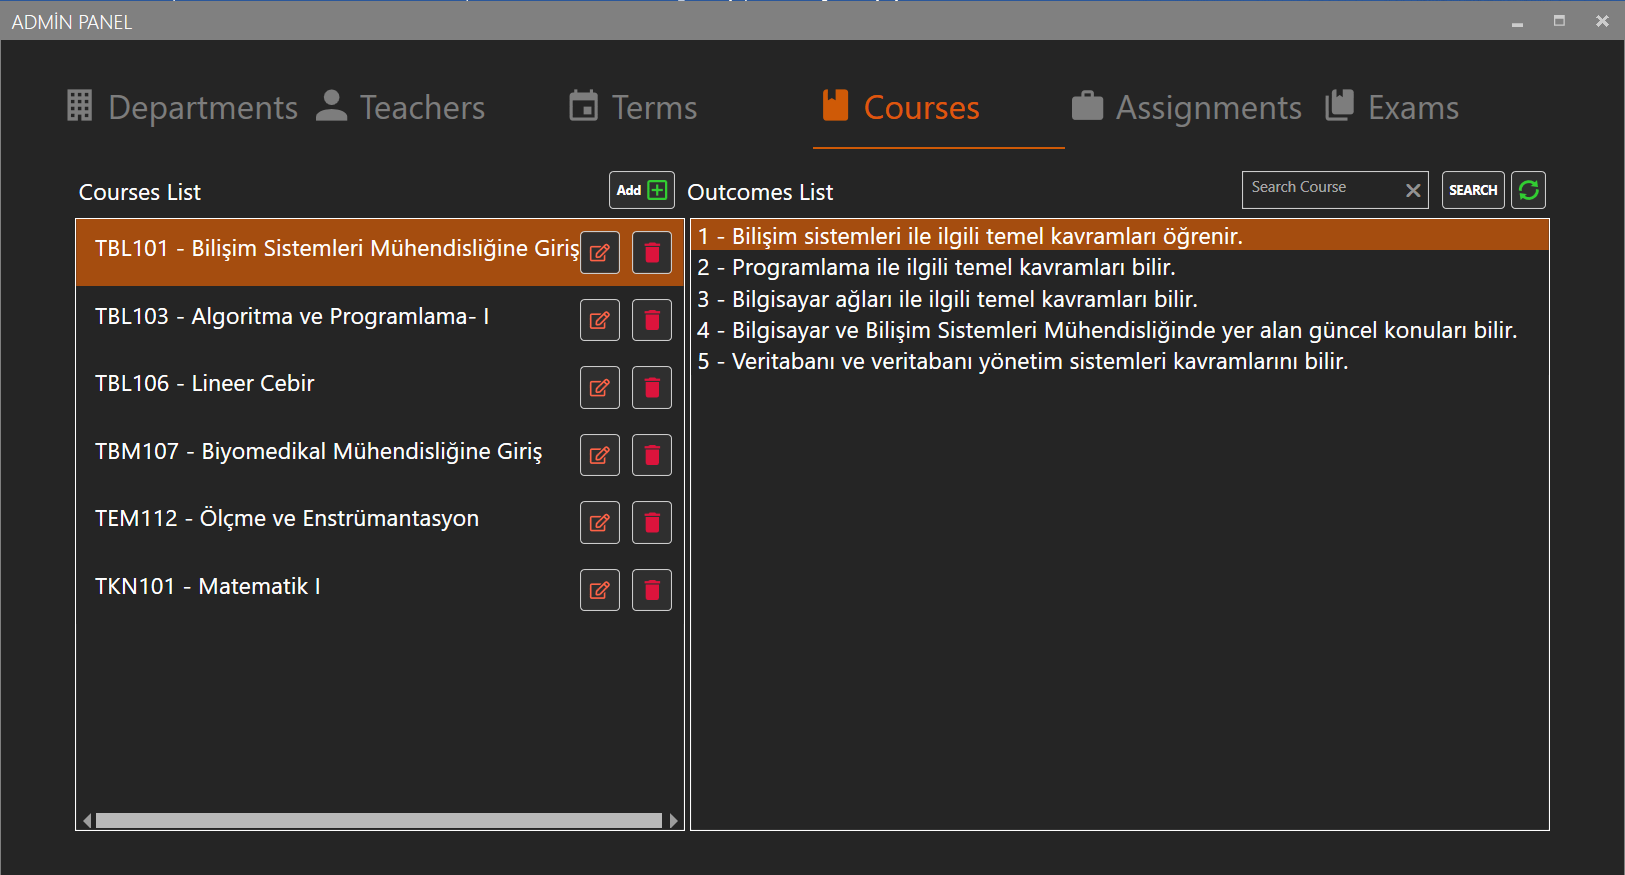 ADMİN PANEL
Departments Teachers Terms Courses Assignments Exams
Courses List Add Outcomes List Search Course SEARCH
TBL101 - Bilişim Sistemleri Mühendisliğine Giriş
TBL103 - Algoritma ve Programlama- I
TBL106 - Lineer Cebir
TBM107 - Biyomedikal Mühendisliğine Giriş
TEM112 - Ölçme ve Enstrümantasyon
TKN101 - Matematik I
1 - Bilişim sistemleri ile ilgili temel kavramları öğrenir.
2 - Programlama ile ilgili temel kavramları bilir.
3 - Bilgisayar ağları ile ilgili temel kavramları bilir.
4 - Bilgisayar ve Bilişim Sistemleri Mühendisliğinde yer alan güncel konuları bilir.
5 - Veritabanı ve veritabanı yönetim sistemleri kavramlarını bilir.